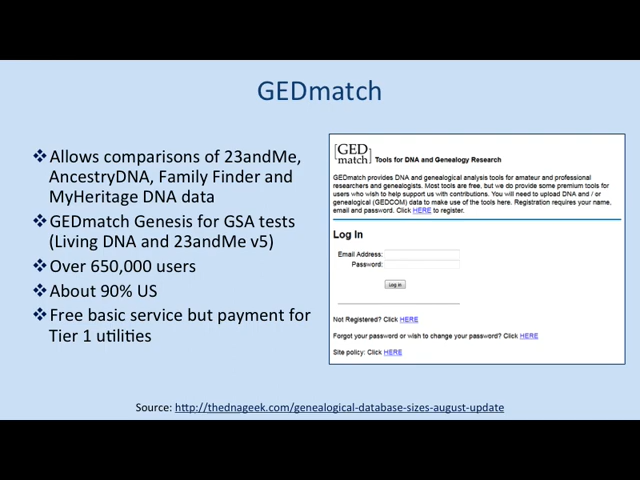 GEDmatch
❖Allows comparisons of 23andMe,
AncestryDNA, Family Finder and
MyHeritage DNA data
❖GEDmatch Genesis for GSA tests
(Living DNA and 23andMe v5)
❖Over 650,000 users
❖About 90% US
❖Free basic service but payment for
Tier 1 utilities
[GED
match] Tools for DNA and Genealogy Research
GEDmatch provides DNA and genealogical analysis tools for amateur and professional
researchers and genealogists. Most tools are free, but we do provide some premium tools for
users who wish to help support us with contributions. You will need to upload DNA and / or
genealogical (GEDCOM) data to make use of the tools here. Registration requires your name,
email and password. Click HERE to register.
Log In
Email Address:
Password:
Log in
Not Registered? Click HERE
Forgot your password or wish to change your password? Click HERE
Site policy: Click HERE
Source: http://thednageek.com/genealogical-database-sizes-august-update